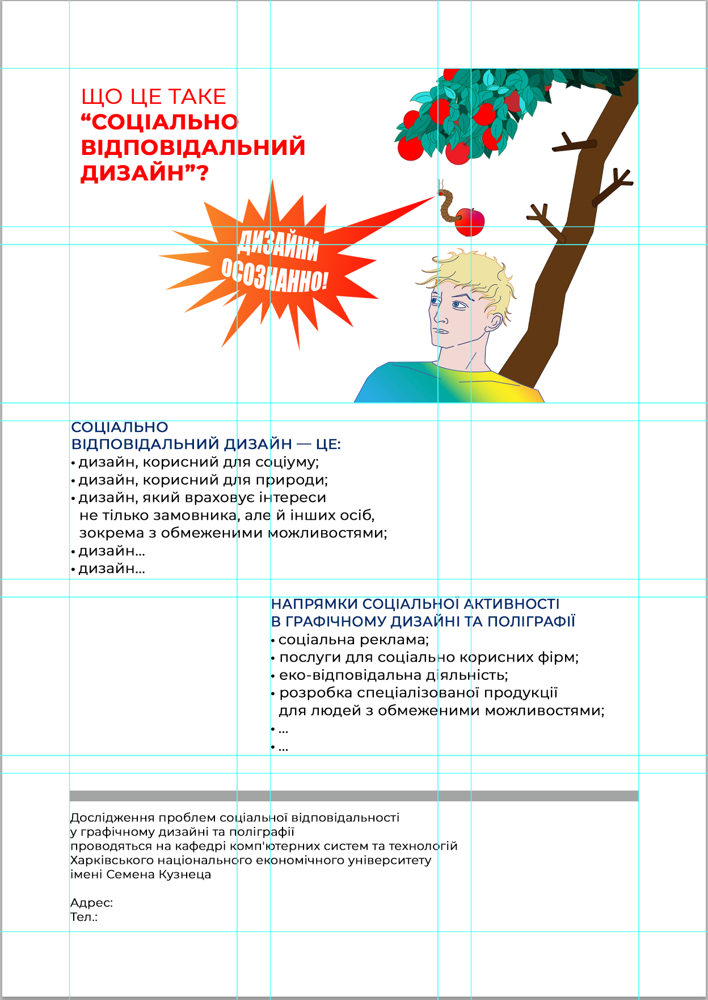 ЩО ЦЕ ТАКЕ
“СОЦІАЛЬНО
ВІДПОВІДАЛЬНИЙ
ДИЗАЙН”?
ДИЗАЙНИ
ОСОЗНАННО!
СОЦІАЛЬНО
ВІДПОВІДАЛЬНИЙ ДИЗАЙН — ЦЕ:
• дизайн, корисний для соціуму;
• дизайн, корисний для природи;
• дизайн, який враховує інтереси
не тілько замовника, але й інших осіб,
зокрема з обмеженими можливостями;
• дизайн...
• дизайн...
НАПРЯМКИ СОЦІАЛЬНОЇ АКТИВНОСТІ
В ГРАФІЧНОМУ ДИЗАЙНІ ТА ПОЛІГРАФІЇ
• соціальна реклама;
• послуги для соціально корисних фірм;
• еко-відповідальна діяльність;
• розробка спеціалізованої продукції
для людей з обмеженими можливостями;
• ...
• ...
Дослідження проблем соціальної відповідальності
у графічному дизайні та поліграфії
проводяться на кафедрі комп'ютерних систем та технологій
Харківського національного економічного університету
імені Семена Кузнеца
Адрес:
Тел.: